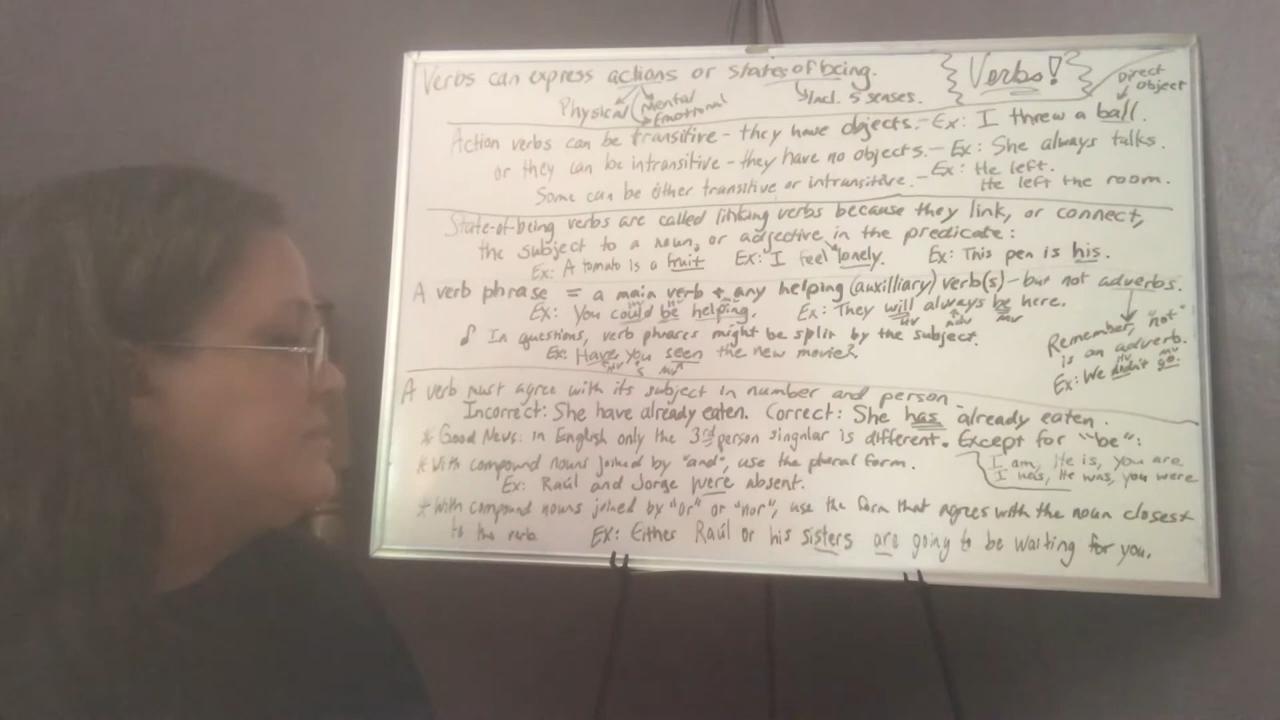 Verbs can express actions or states of being.
Verbs!
Direct object
Physical Mental Emotional
Incl. 5 senses.
Action verbs can be transitive - they have objects. - Ex: I threw a ball.
or they can be intransitive - they have no objects. - Ex: She always talks.
Some can be other transitive or intransitive. - Ex: He left.
He left the room.
State-of-being verbs are called linking verbs because they link, or connect,
the subject to a noun, or adjective in the predicate:
Ex: A tomato is a fruit Ex: I feel lonely. Ex: This pen is his.
A verb phrase = a main verb + any helping (auxilliary) verb(s) - but not adverbs.
Ex: You could be helping. Ex: They will always be here.
HV adv MV
In questions, verb phrases might be split by the subject.
Ex: Have you seen the new movie?
HV S MV
Remember, "not"
is an adverb.
HV MV
Ex: We didn't go.
A verb must agree with its subject in number and person
Incorrect: She have already eaten. Correct: She has already eaten.
* Good News: in English only the 3rd person singular is different. Except for "be":
I am, He is, you are
I was, He was, you were
* With compound nouns joined by "and", use the plural form.
Ex: Raúl and Jorge were absent.
* With compound nouns joined by "or" or "nor", use the form that agrees with the noun closest
to the verb. Ex: Either Raúl or his sisters are going to be waiting for you.